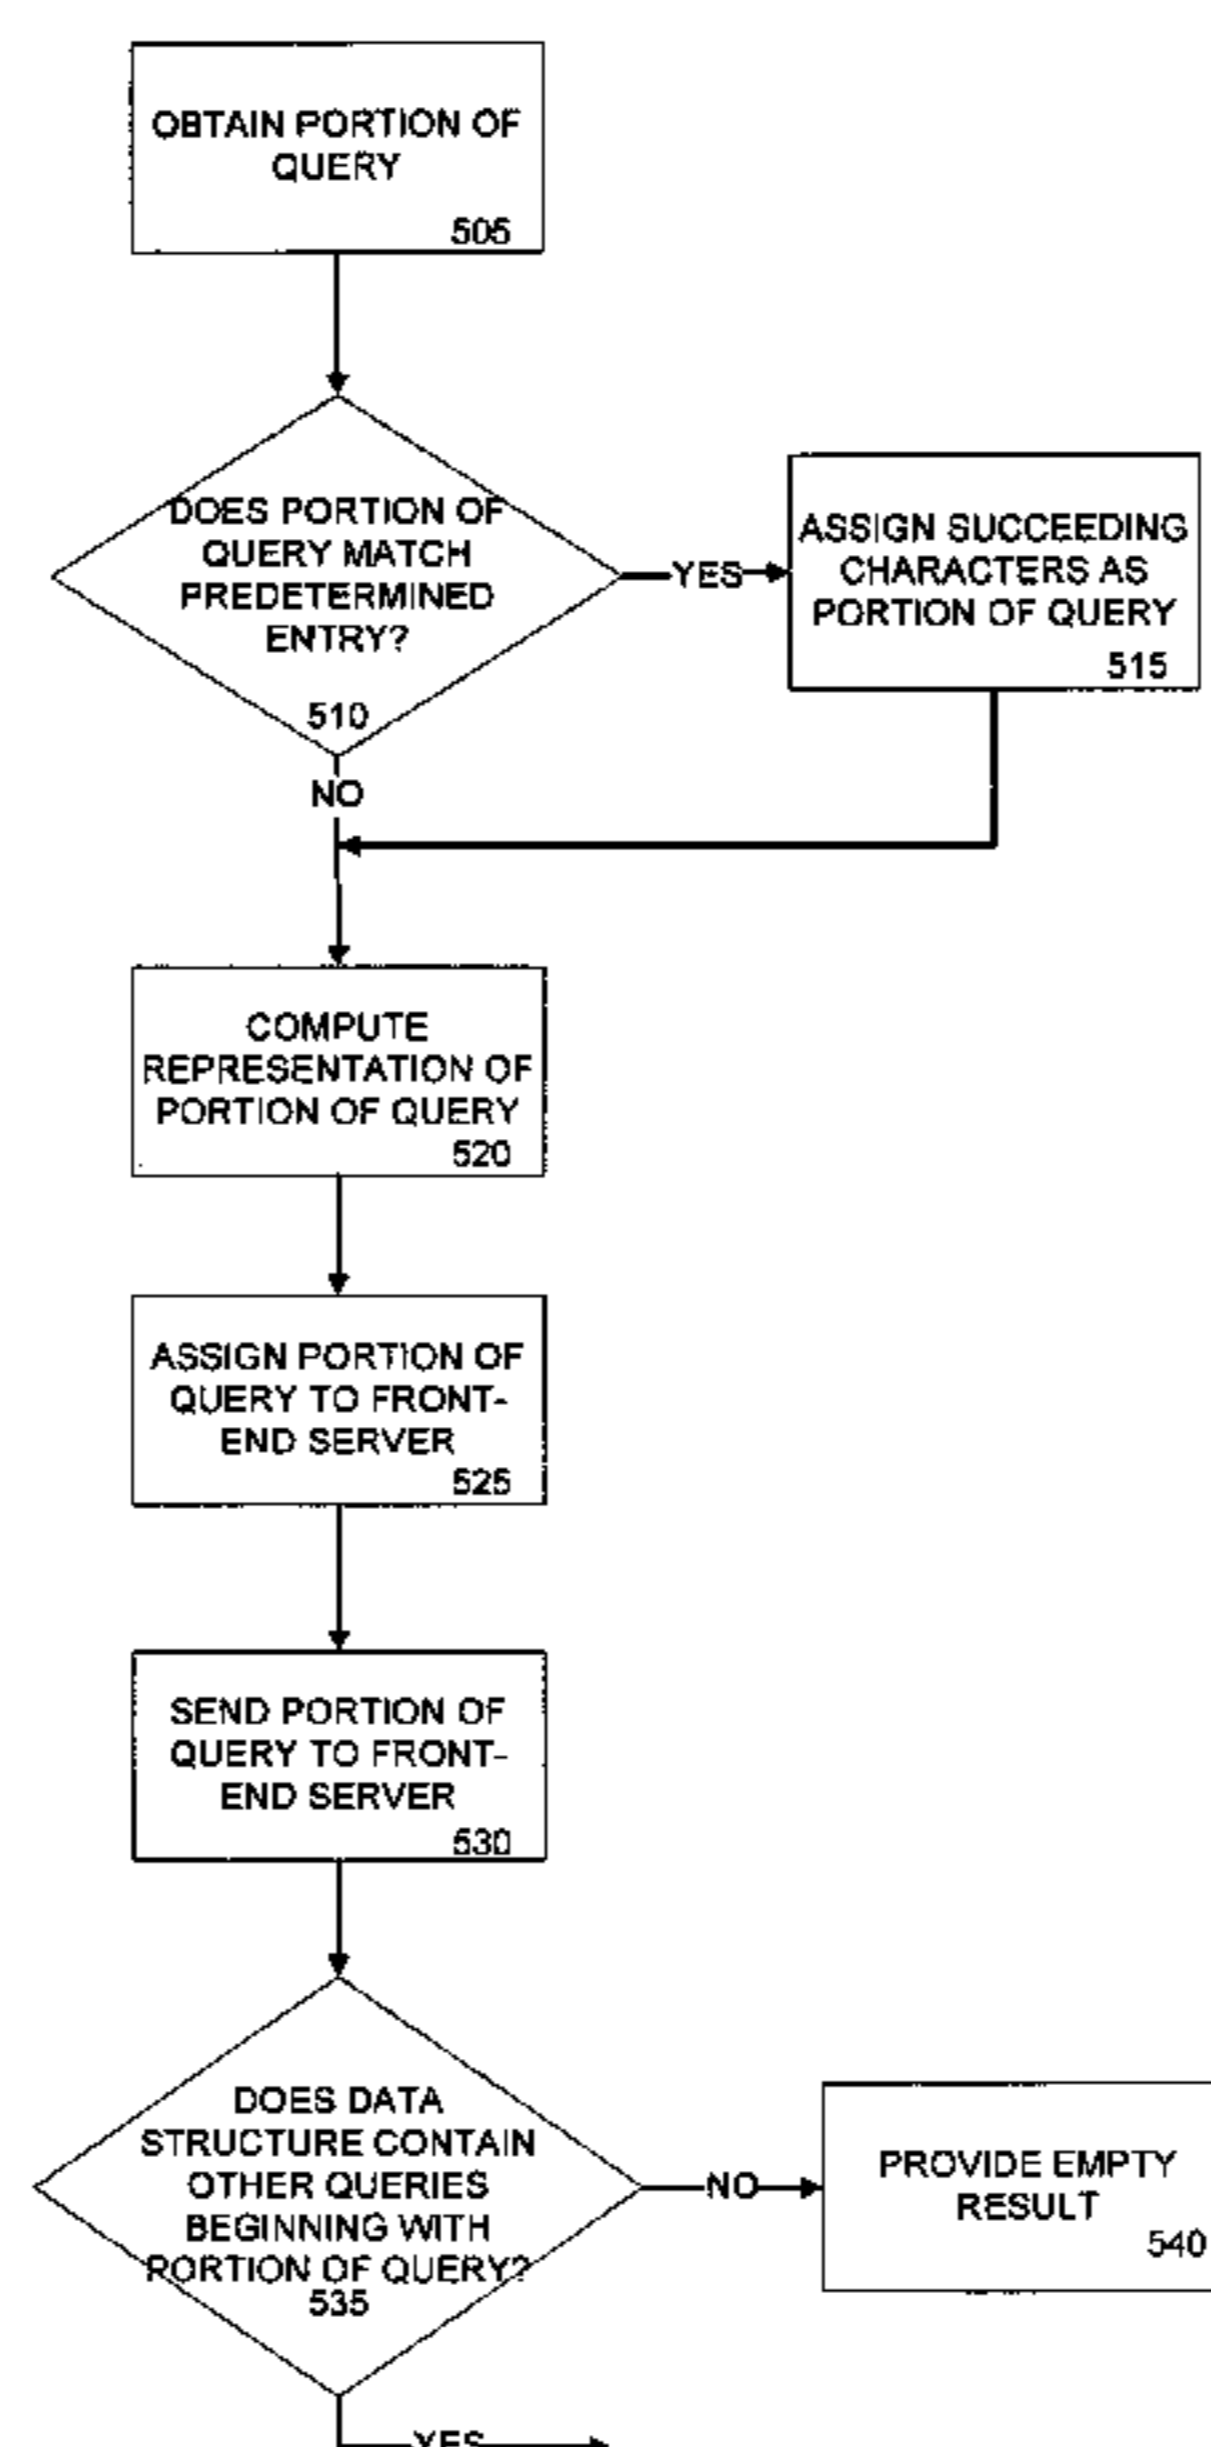 OBTAIN PORTION OF
QUERY
505
DOES PORTION OF
QUERY MATCH
PREDETERMINED
ENTRY?
510
YES
ASSIGN SUCCEEDING
CHARACTERS AS
PORTION OF QUERY
515
NO
COMPUTE
REPRESENTATION OF
PORTION OF QUERY
520
ASSIGN PORTION OF
QUERY TO FRONT-
END SERVER
525
SEND PORTION OF
QUERY TO FRONT-
END SERVER
530
DOES DATA
STRUCTURE CONTAIN
OTHER QUERIES
BEGINNING WITH
PORTION OF QUERY?
535
NO
PROVIDE EMPTY
RESULT
540
YES